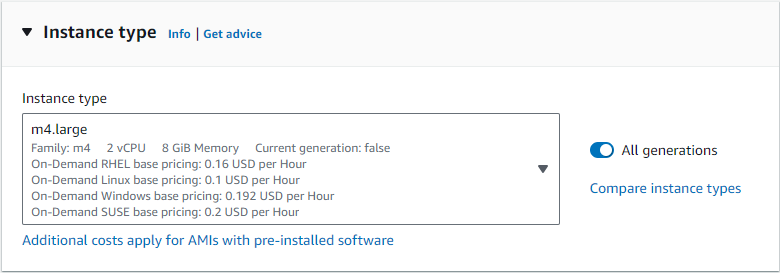 Instance type Info | Get advice
Instance type
m4.large
Family: m4 2 vCPU 8 GiB Memory Current generation: false
On-Demand RHEL base pricing: 0.16 USD per Hour
On-Demand Linux base pricing: 0.1 USD per Hour
On-Demand Windows base pricing: 0.192 USD per Hour
On-Demand SUSE base pricing: 0.2 USD per Hour
All generations
Compare instance types
Additional costs apply for AMIs with pre-installed software